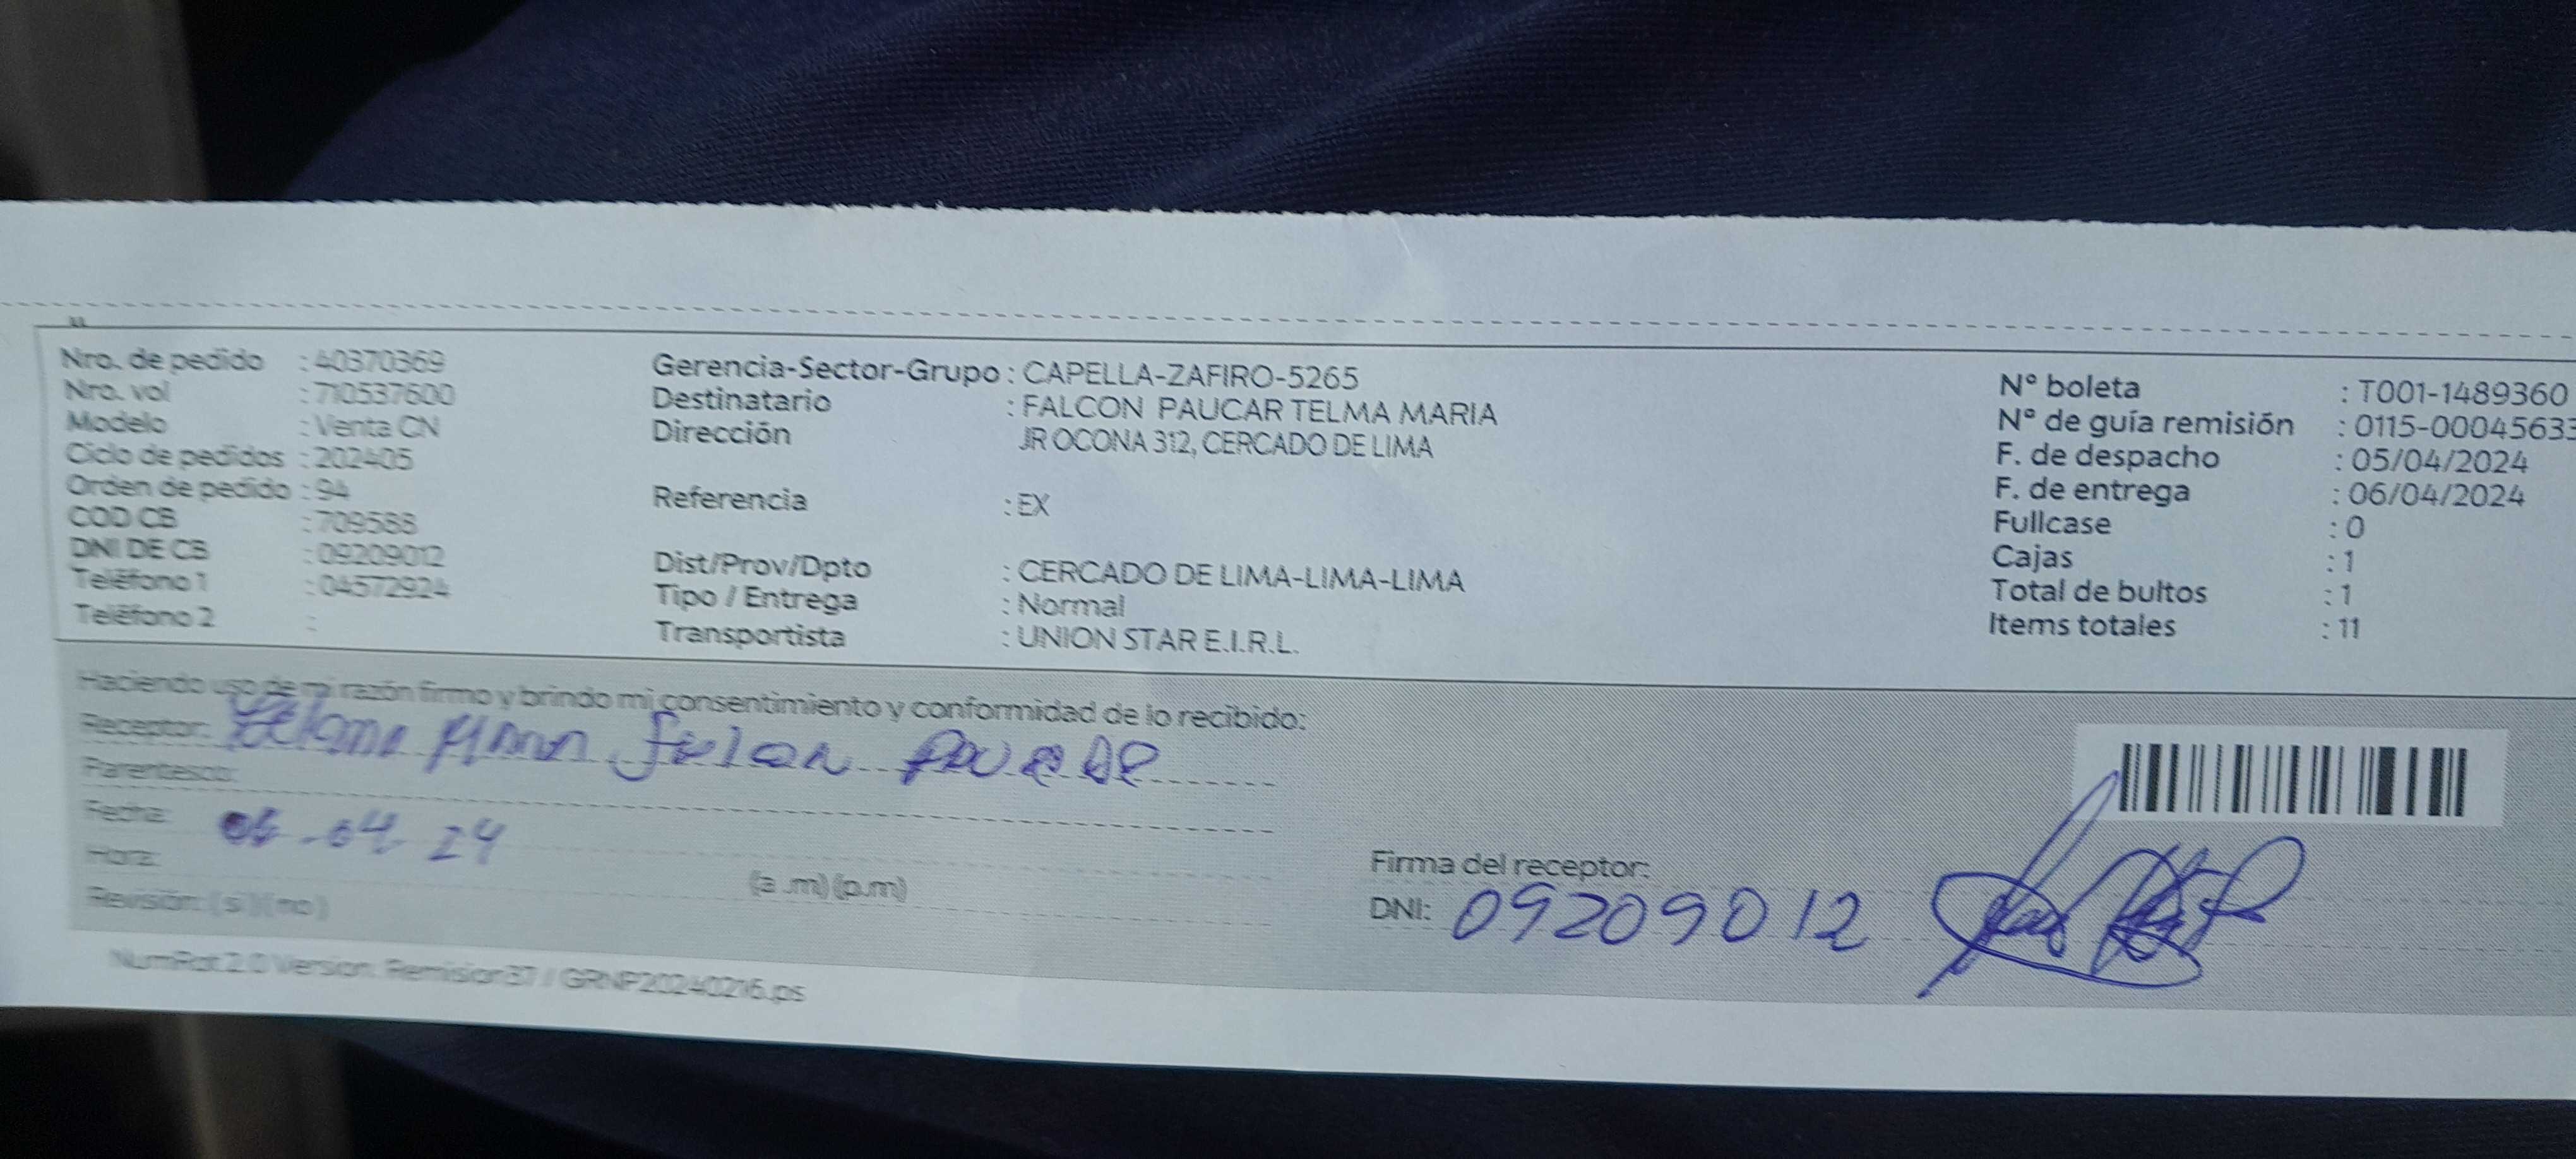 Nro. de pedido : 40370369
Nro. vol : 710537600
Modelo : Venta CN
Ciclo de pedidos : 202405
Orden de pedido : 94
COD CB : 709588
DNI DE CB : 09209012
Teléfono 1 : 04572924
Teléfono 2 :
Gerencia-Sector-Grupo : CAPELLA-ZAFIRO-5265
Destinatario : FALCON PAUCAR TELMA MARIA
Dirección JR OCONA 312, CERCADO DE LIMA
Referencia : EX
Dist/Prov/Dpto : CERCADO DE LIMA-LIMA-LIMA
Tipo / Entrega : Normal
Transportista : UNION STAR E.I.R.L.
N° boleta : T001-1489360
N° de guía remisión : 0115-00045633
F. de despacho : 05/04/2024
F. de entrega : 06/04/2024
Fullcase : 0
Cajas : 1
Total de bultos : 1
Items totales : 11
Haciendo uso de mi razón firmo y brindo mi consentimiento y conformidad de lo recibido:
Receptor: Telma
Parentesco:
Fecha: 06-04-24
Hora: (a .m) (p.m)
Revisión: ( si ) ( no )
Firma del receptor:
DNI: 09209012
NumRot 2.0 Version: Remision37 / GRNP20240216.ps